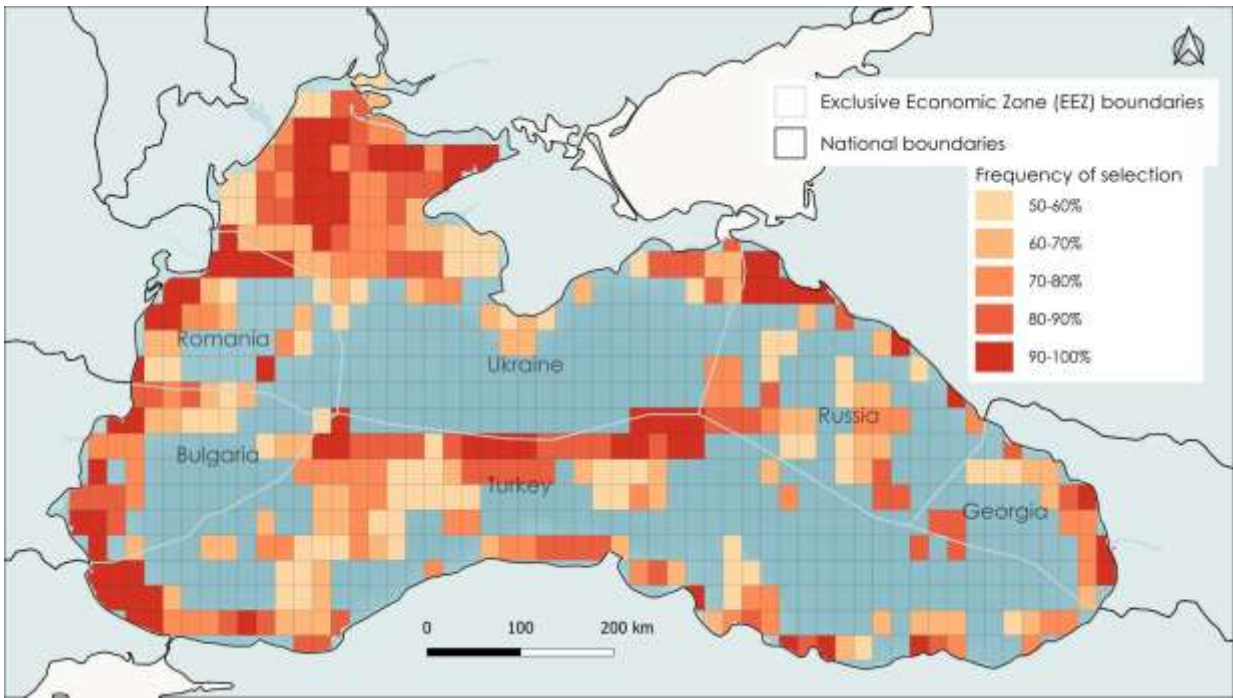 Exclusive Economic Zone (EEZ) boundaries
National boundaries
Frequency of selection
50-60%
60-70%
70-80%
80-90%
90-100%
Romania
Ukraine
Russia
Bulgaria
Turkey
Georgia
0 100 200 km